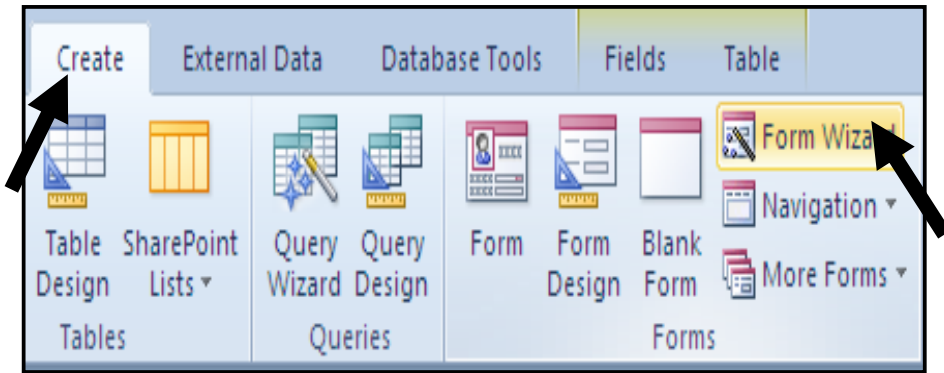 Create External Data Database Tools Fields Table
Table Design
SharePoint Lists
Tables
Query Wizard
Query Design
Queries
Form
Form Design
Blank Form
Form Wizard
Navigation
More Forms
Forms